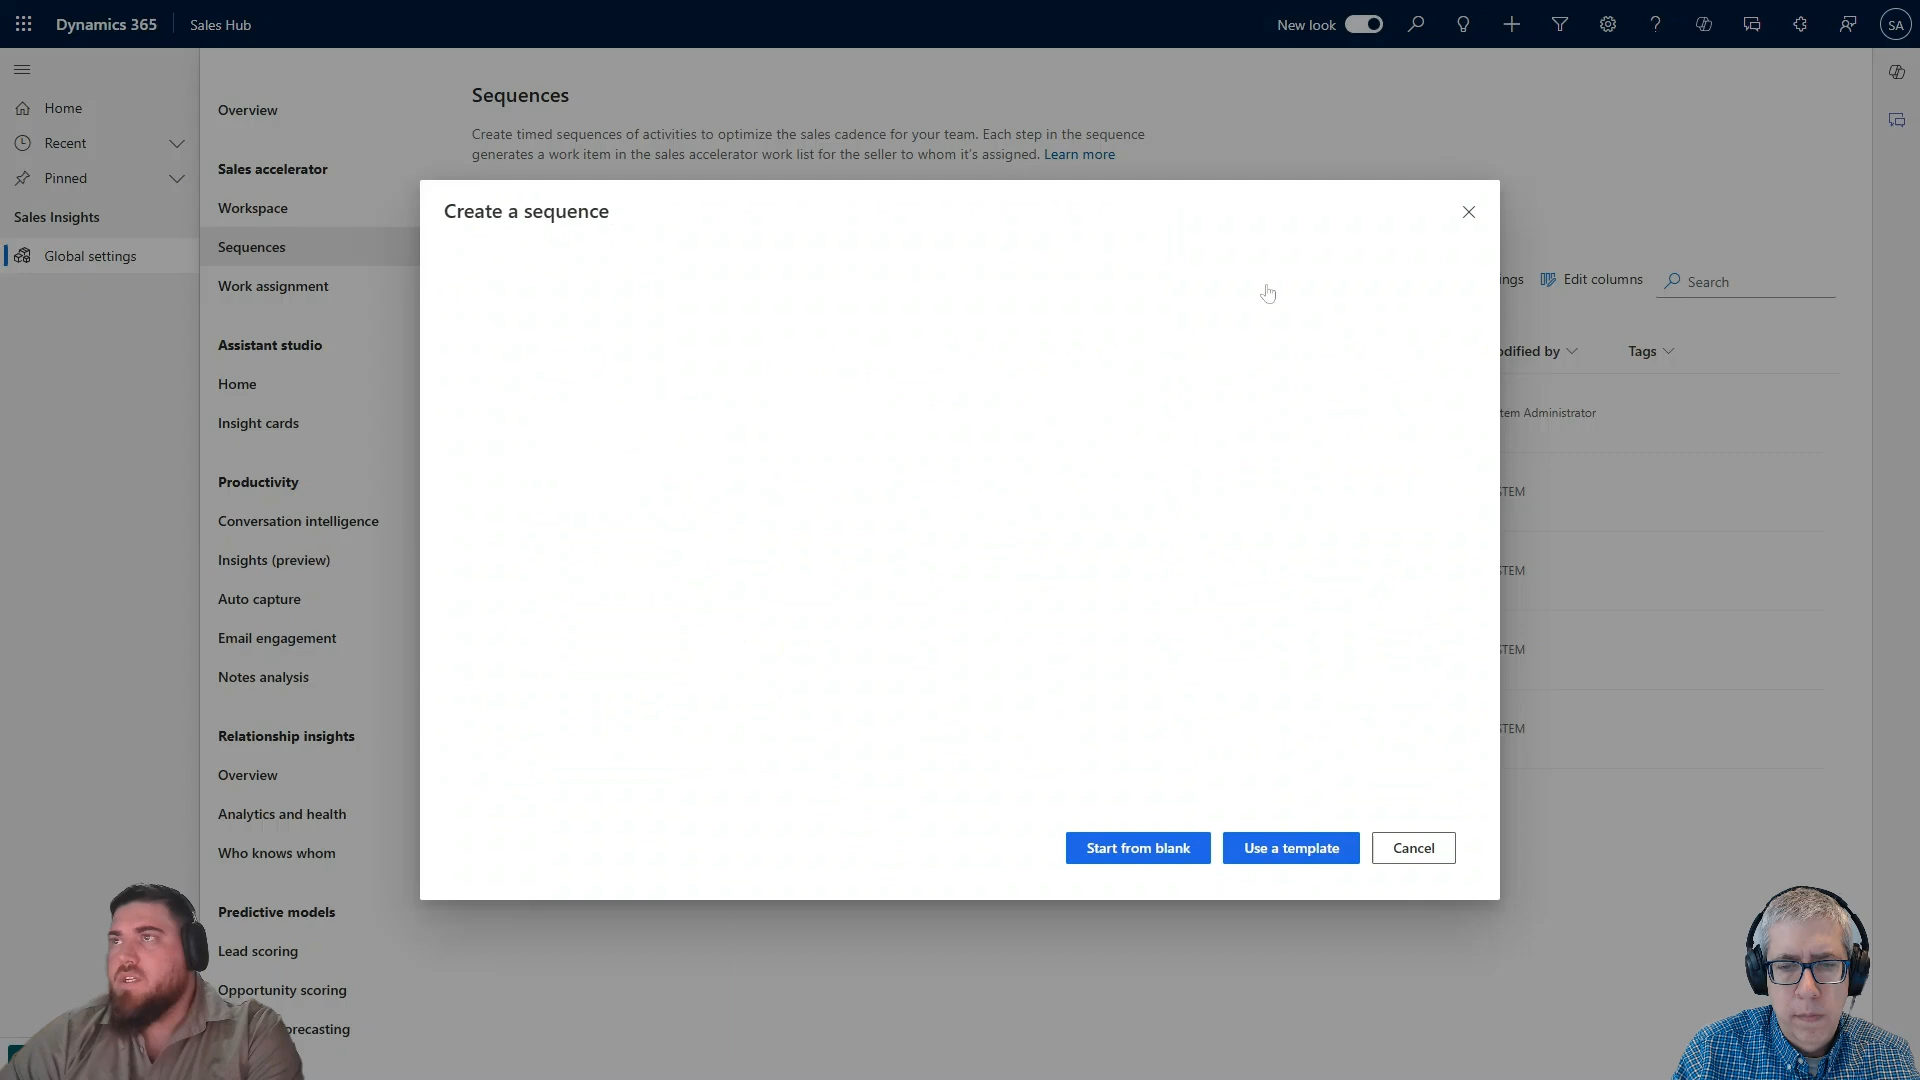 Dynamics 365
Sales Hub
New look
SA
Home
Recent
Pinned
Sales Insights
Global settings
Overview
Sales accelerator
Workspace
Sequences
Work assignment
Assistant studio
Home
Insight cards
Productivity
Conversation intelligence
Insights (preview)
Auto capture
Email engagement
Notes analysis
Relationship insights
Overview
Analytics and health
Who knows whom
Predictive models
Lead scoring
Opportunity scoring
orecasting
Sequences
Create timed sequences of activities to optimize the sales cadence for your team. Each step in the sequence
generates a work item in the sales accelerator work list for the seller to whom it's assigned. Learn more
Create a sequence
ings
Edit columns
Search
odified by
Tags
tem Administrator
STEM
STEM
STEM
STEM
Start from blank
Use a template
Cancel